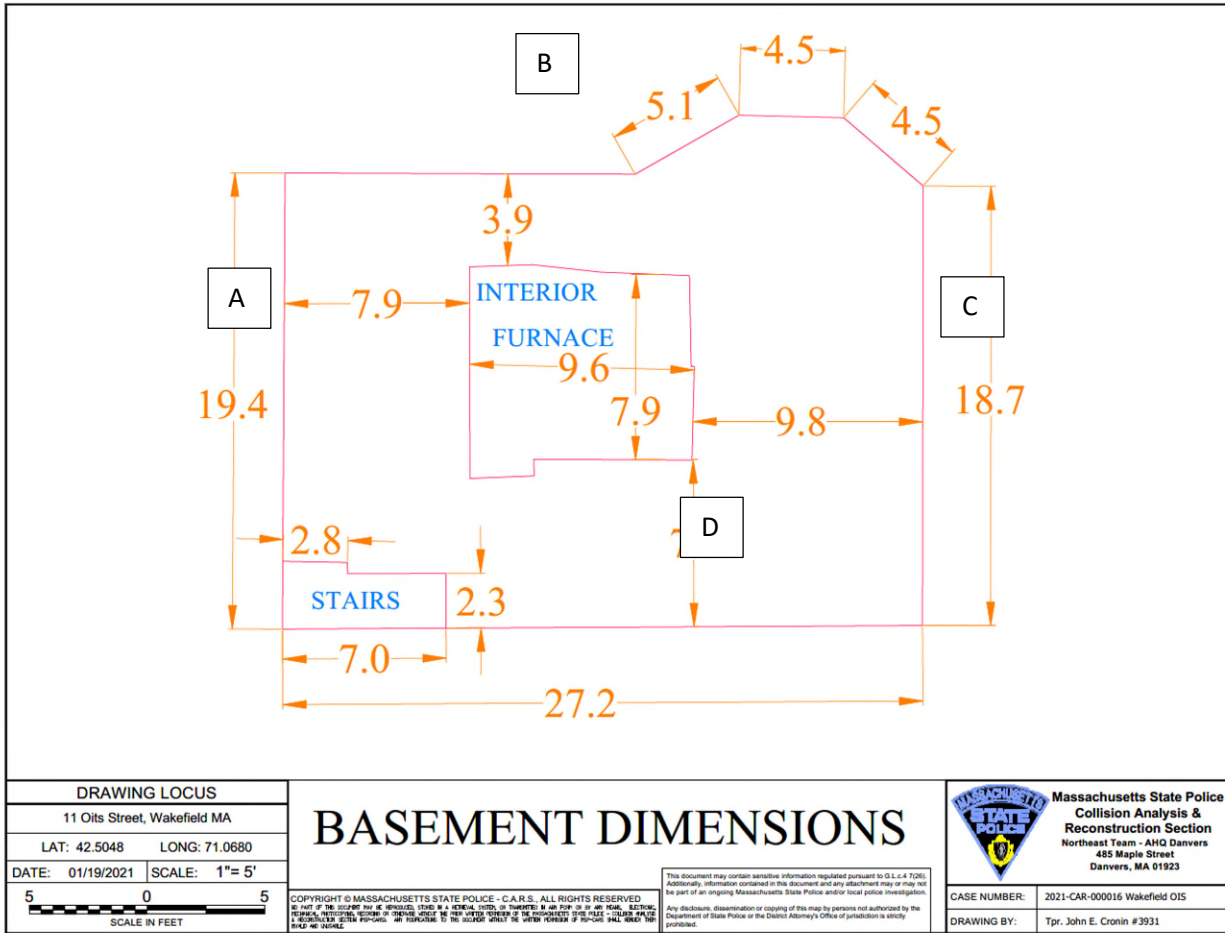 B
4.5
5.1
4.5
3.9
A
INTERIOR
7.9
C
FURNACE
9.6
19.4
7.9
9.8
18.7
D
2.8
STAIRS
2.3
7.0
27.2
DRAWING LOCUS
11 Oits Street, Wakefield MA
LAT: 42.5048 LONG: 71.0680
DATE: 01/19/2021 SCALE: 1"= 5'
5 0 5
SCALE IN FEET
BASEMENT DIMENSIONS
COPYRIGHT © MASSACHUSETTS STATE POLICE - C.A.R.S., ALL RIGHTS RESERVED
This document may contain sensitive information regulated pursuant to G.L.c.4 7(26).
Additionally, information contained in this document and any attachment may or may not
be part of an ongoing Massachusetts State Police and/or local police investigation.
Any disclosure, dissemination or copying of this map by persons not authorized by the
Department of State Police or the District Attorney's Office of jurisdiction is strictly
prohibited.
MASSACHUSETTS
STATE
POLICE
Massachusetts State Police
Collision Analysis &
Reconstruction Section
Northeast Team - AHQ Danvers
485 Maple Street
Danvers, MA 01923
CASE NUMBER: 2021-CAR-000016 Wakefield OIS
DRAWING BY: Tpr. John E. Cronin #3931